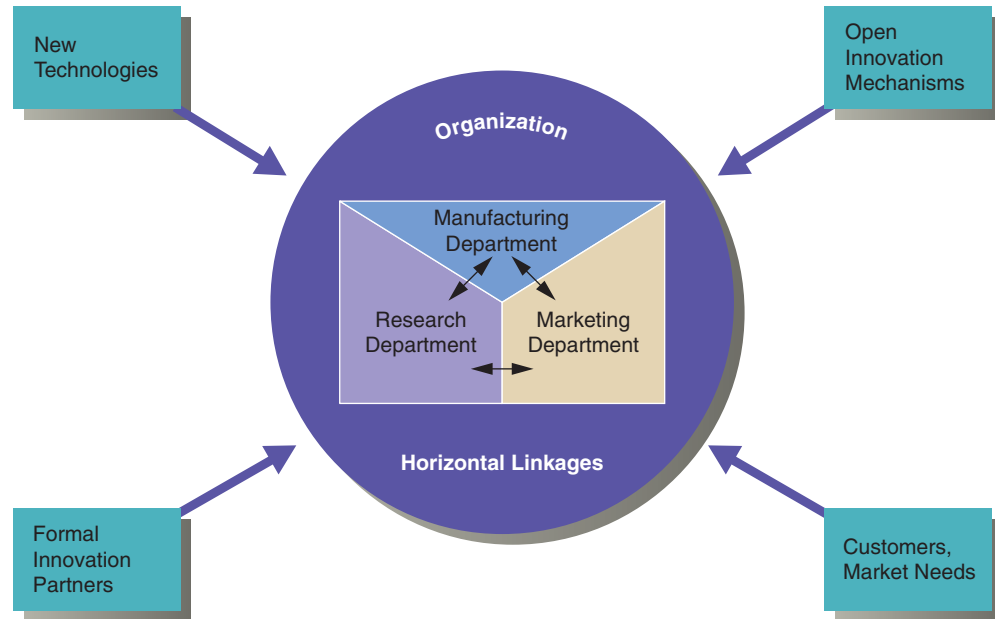 New
Technologies
Open
Innovation
Mechanisms
Organization
Manufacturing
Department
Research
Department
Marketing
Department
Horizontal Linkages
Formal
Innovation
Partners
Customers,
Market Needs